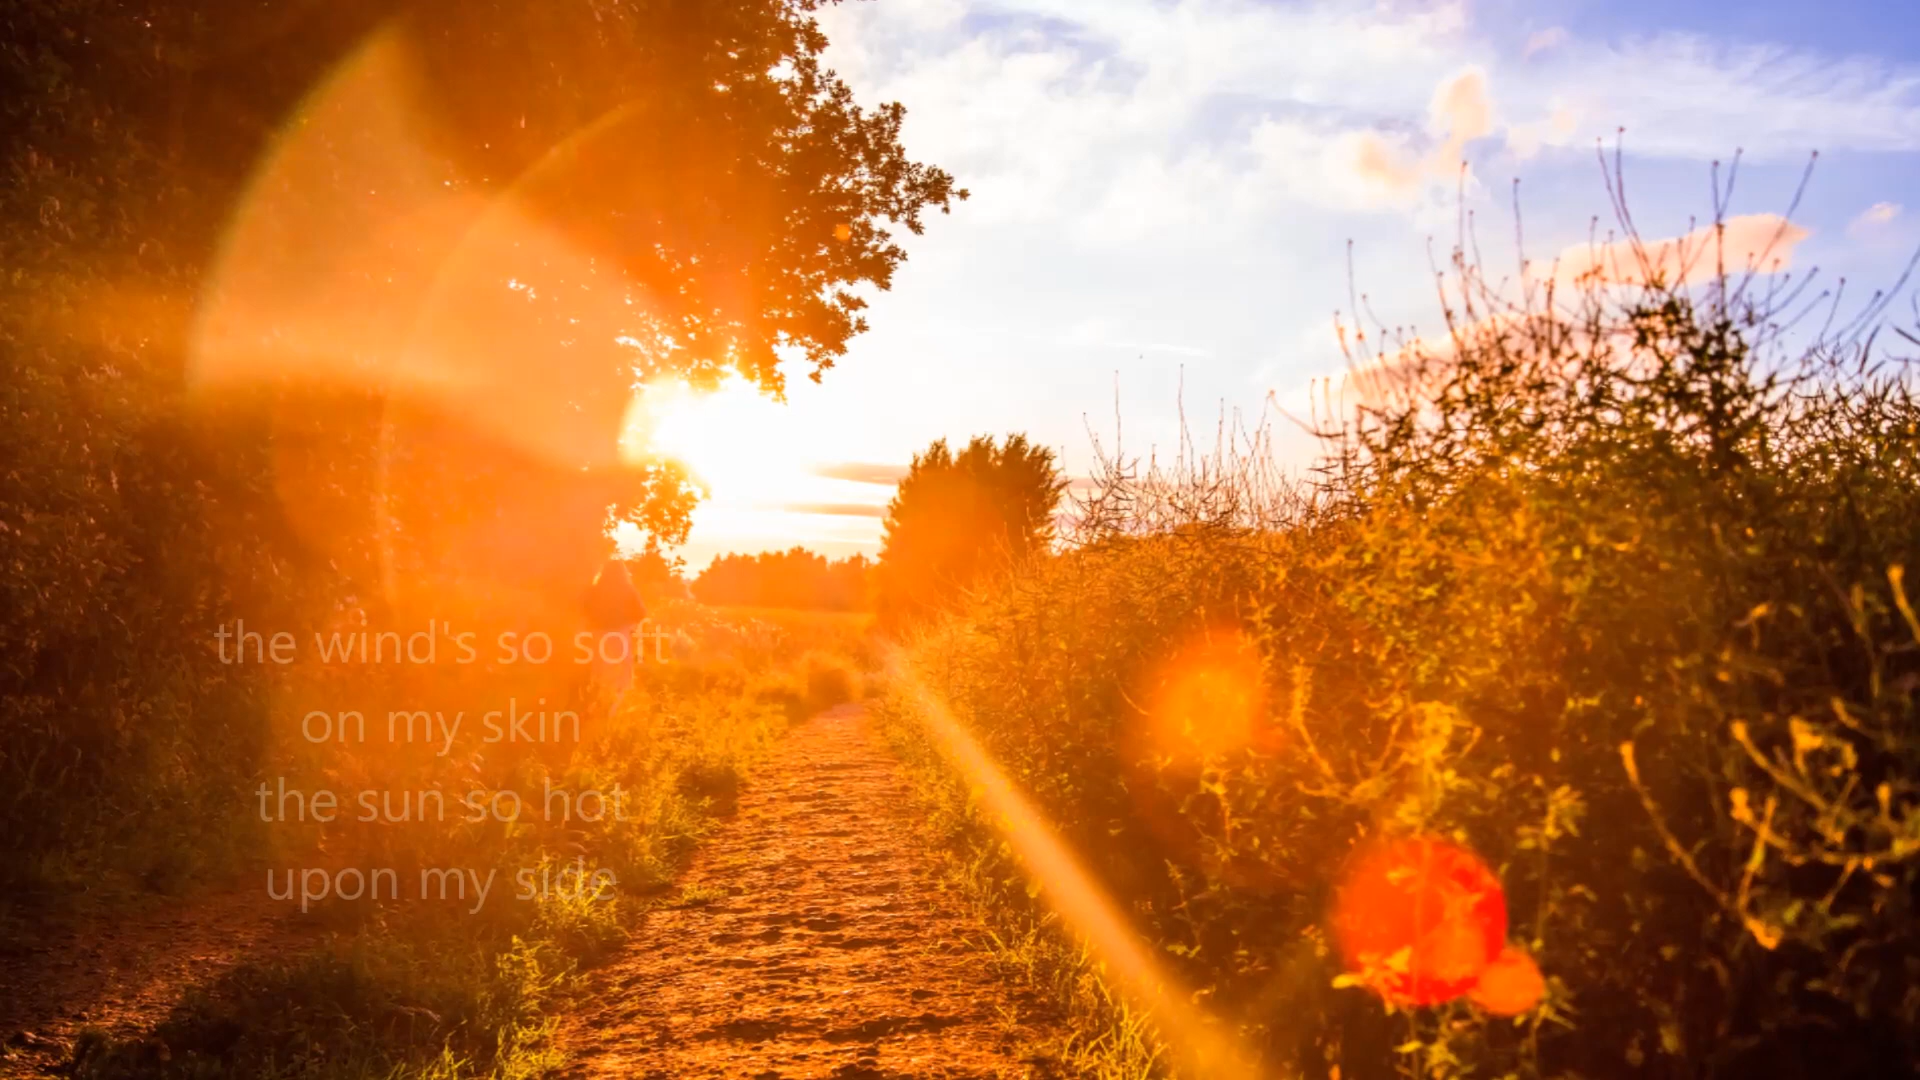 the wind's so soft
on my skin
the sun so hot
upon my side